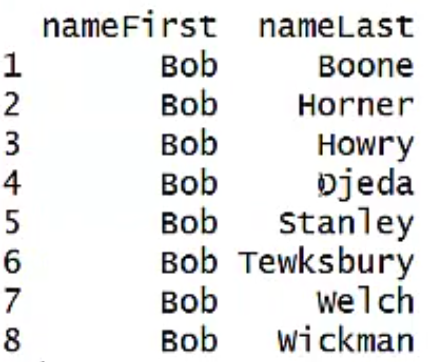 nameFirst nameLast
1 Bob Boone
2 Bob Horner
3 Bob Howry
4 Bob Ojeda
5 Bob Stanley
6 Bob Tewksbury
7 Bob Welch
8 Bob Wickman